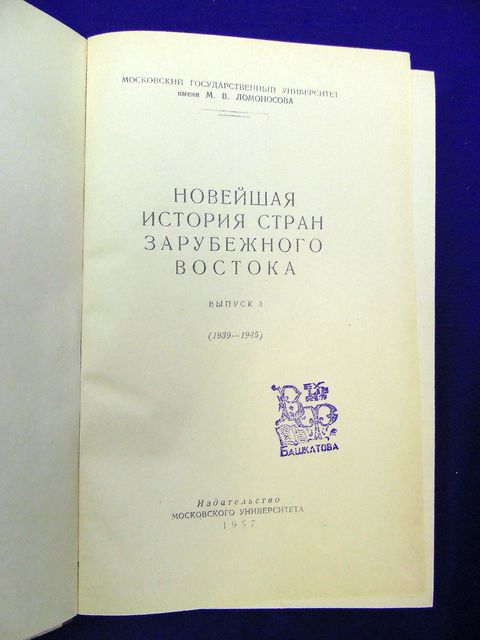 МОСКОВСКИЙ ГОСУДАРСТВЕННЫЙ УНИВЕРСИТЕТ
имени М. В. ЛОМОНОСОВА
НОВЕЙШАЯ
ИСТОРИЯ СТРАН
ЗАРУБЕЖНОГО
ВОСТОКА
ВЫПУСК 3
(1939—1945)
БАШКАТОВА
Издательство
МОСКОВСКОГО УНИВЕРСИТЕТА
1957